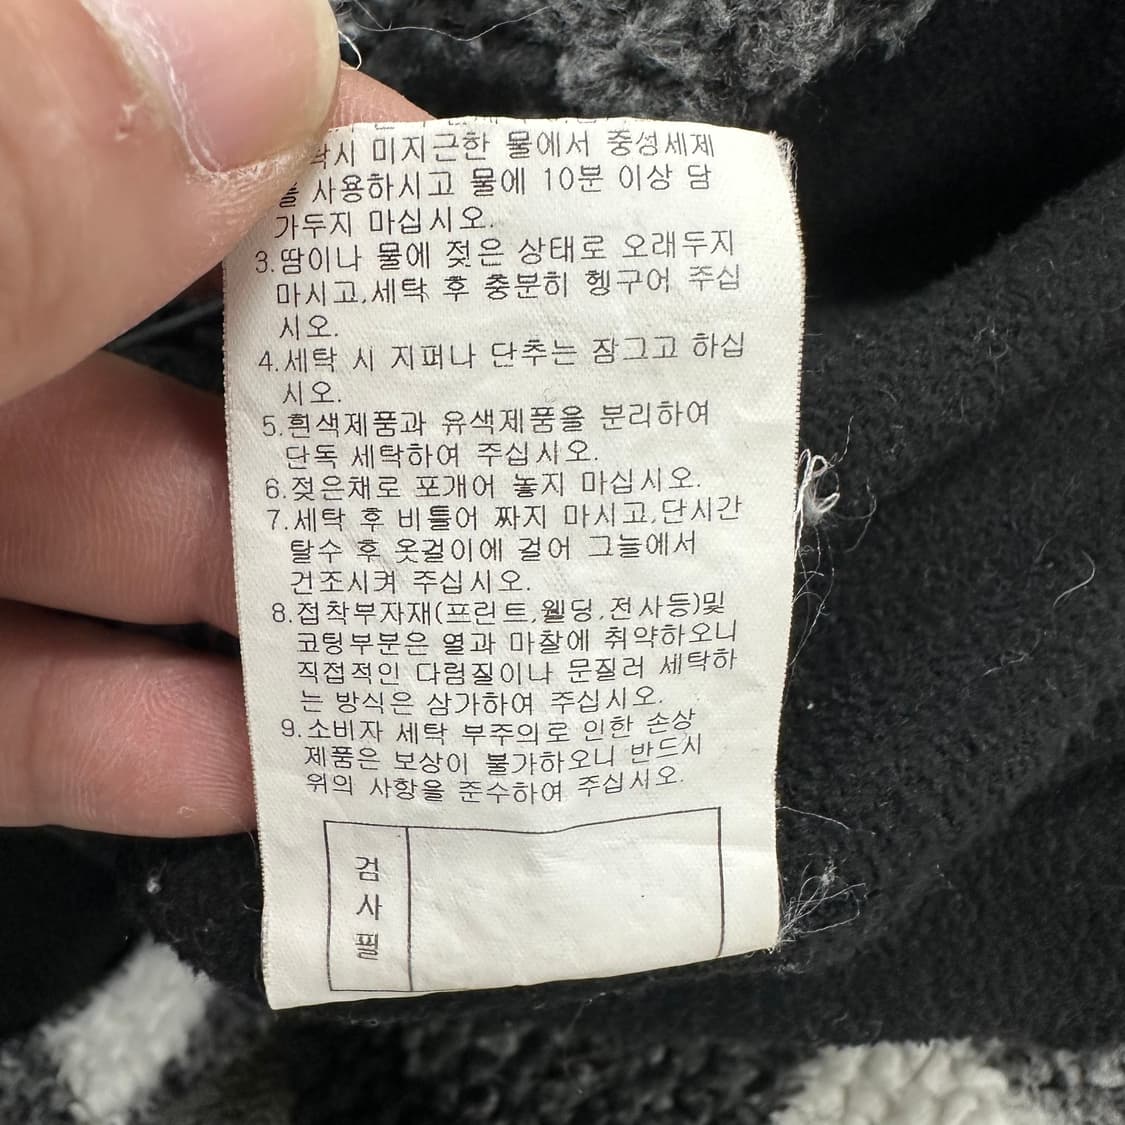 미지근한 물에서 중성세제
사용하시고 물에 10분 이상 담
가두지 마십시오.
3.땀이나 물에 젖은 상태로 오래두지
마시고,세탁 후 충분히 헹구어 주십
시오.
4.세탁 시 지퍼나 단추는 잠그고 하십
시오.
5.흰색제품과 유색제품을 분리하여
단독 세탁하여 주십시오.
6.젖은채로 포개어 놓지 마십시오.
7.세탁 후 비틀어 짜지 마시고,단시간
탈수 후 옷걸이에 걸어 그늘에서
건조시켜 주십시오.
8.접착부자재(프린트,웰딩,전사등)및
코팅부분은 열과 마찰에 취약하오니
직접적인 다림질이나 문질러 세탁하
는 방식은 삼가하여 주십시오.
9.소비자 세탁 부주의로 인한 손상
제품은 보상이 불가하오니 반드시
위의 사항을 준수하여 주십시오.
검
사
필